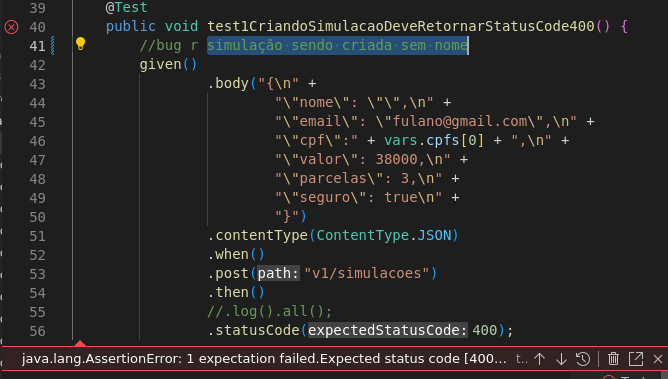 39 @Test
40 public void test1CriandoSimulacaoDeveRetornarStatusCode400() {
41 //bug r simulação sendo criada sem nome
42 given()
43 .body("{\n" +
44 "\"nome\": \"\",\n" +
45 "\"email\": \"fulano@gmail.com\",\n" +
46 "\"cpf\":" + vars.cpfs[0] + ",\n" +
47 "\"valor\": 38000,\n" +
48 "\"parcelas\": 3,\n" +
49 "\"seguro\": true\n" +
50 "}")
51 .contentType(ContentType.JSON)
52 .when()
53 .post(path:"v1/simulacoes")
54 .then()
55 //.log().all();
56 .statusCode(expectedStatusCode:400);
java.lang.AssertionError: 1 expectation failed.Expected status code [400... t...